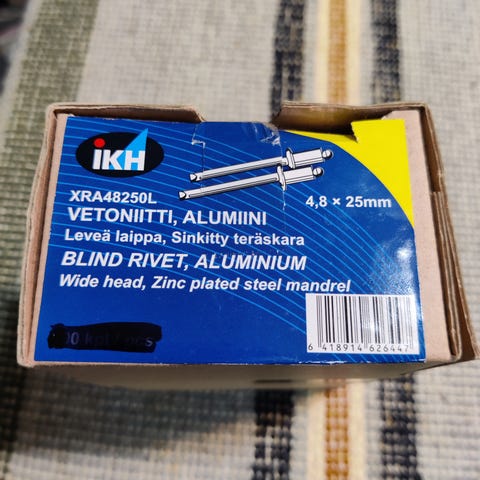 iKH
XRA48250L
4,8 × 25mm
VETONIITTI, ALUMIINI
Leveä laippa, Sinkitty teräskara
BLIND RIVET, ALUMINIUM
Wide head, Zinc plated steel mandrel
6 418914 626447